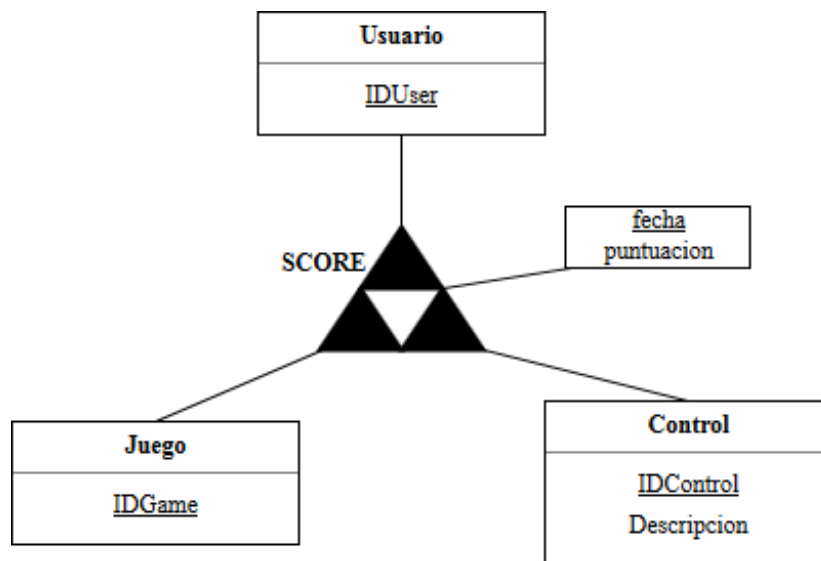 Usuario
IDUser
fecha
puntuacion
SCORE
Juego
IDGame
Control
IDControl
Descripcion